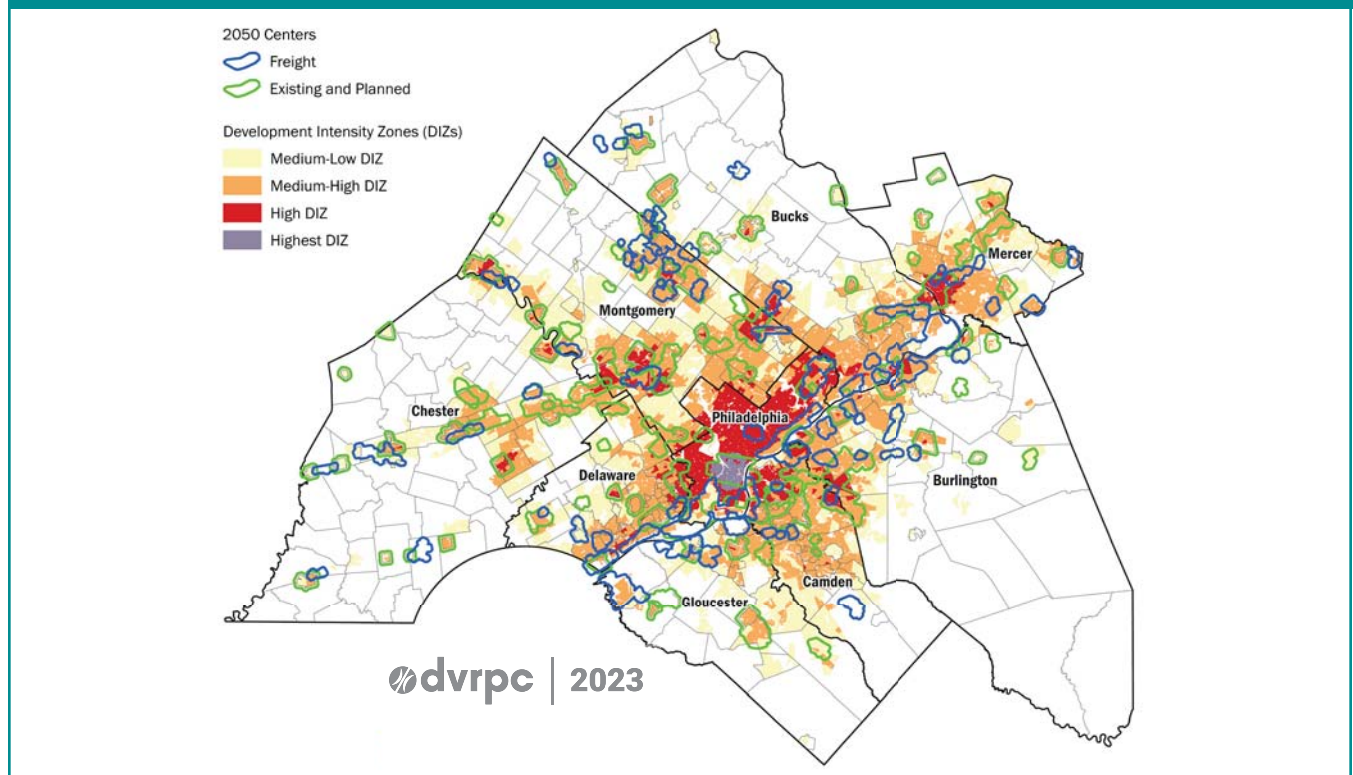 2050 Centers
Freight
Existing and Planned
Development Intensity Zones (DIZs)
Medium-Low DIZ
Medium-High DIZ
High DIZ
Highest DIZ
Bucks
Mercer
Montgomery
Chester
Philadelphia
Delaware
Burlington
Camden
Gloucester
dvrpc | 2023